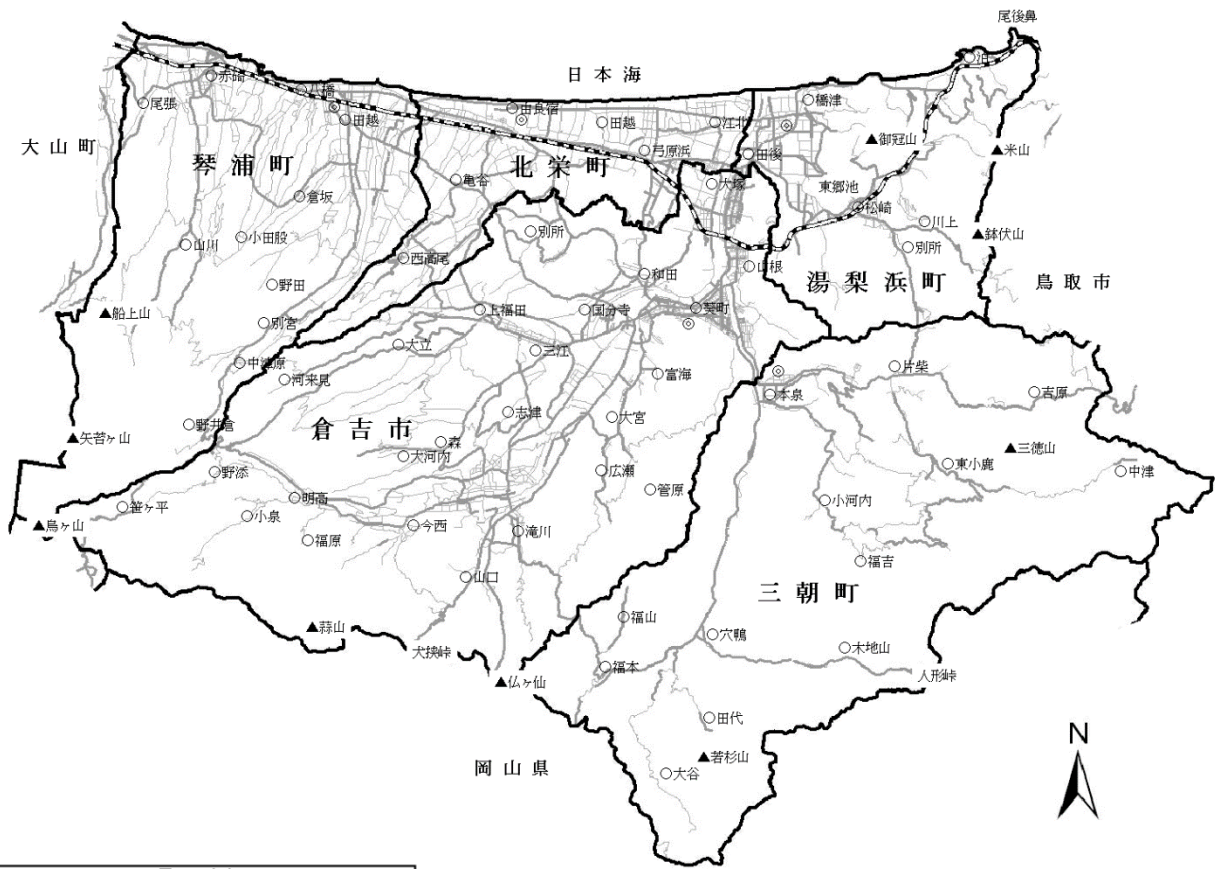 尾後鼻
日本海
泊
赤碕
尾張
八橋
田越
由良宿
田越
江北
橋津
御冠山
米山
大山町
琴浦町
北栄町
弓原浜
田後
大塚
亀谷
倉坂
東郷池
松崎
川上
鉢伏山
山川
小田股
別所
別所
西高尾
和田
山根
湯梨浜町
鳥取市
野田
船上山
別宮
上福田
国分寺
葵町
大立
三江
中津原
河来見
富海
片柴
本泉
吉原
志津
大宮
倉吉市
野井倉
矢筈ヶ山
森
大河内
三徳山
野添
広瀬
東小鹿
中津
笹ヶ平
明高
菅原
小河内
烏ヶ山
小泉
今西
滝川
福原
福吉
山口
三朝町
蒜山
福山
穴鴨
犬挟峠
木地山
福本
人形峠
仏ヶ仙
田代
岡山県
若杉山
大谷
N